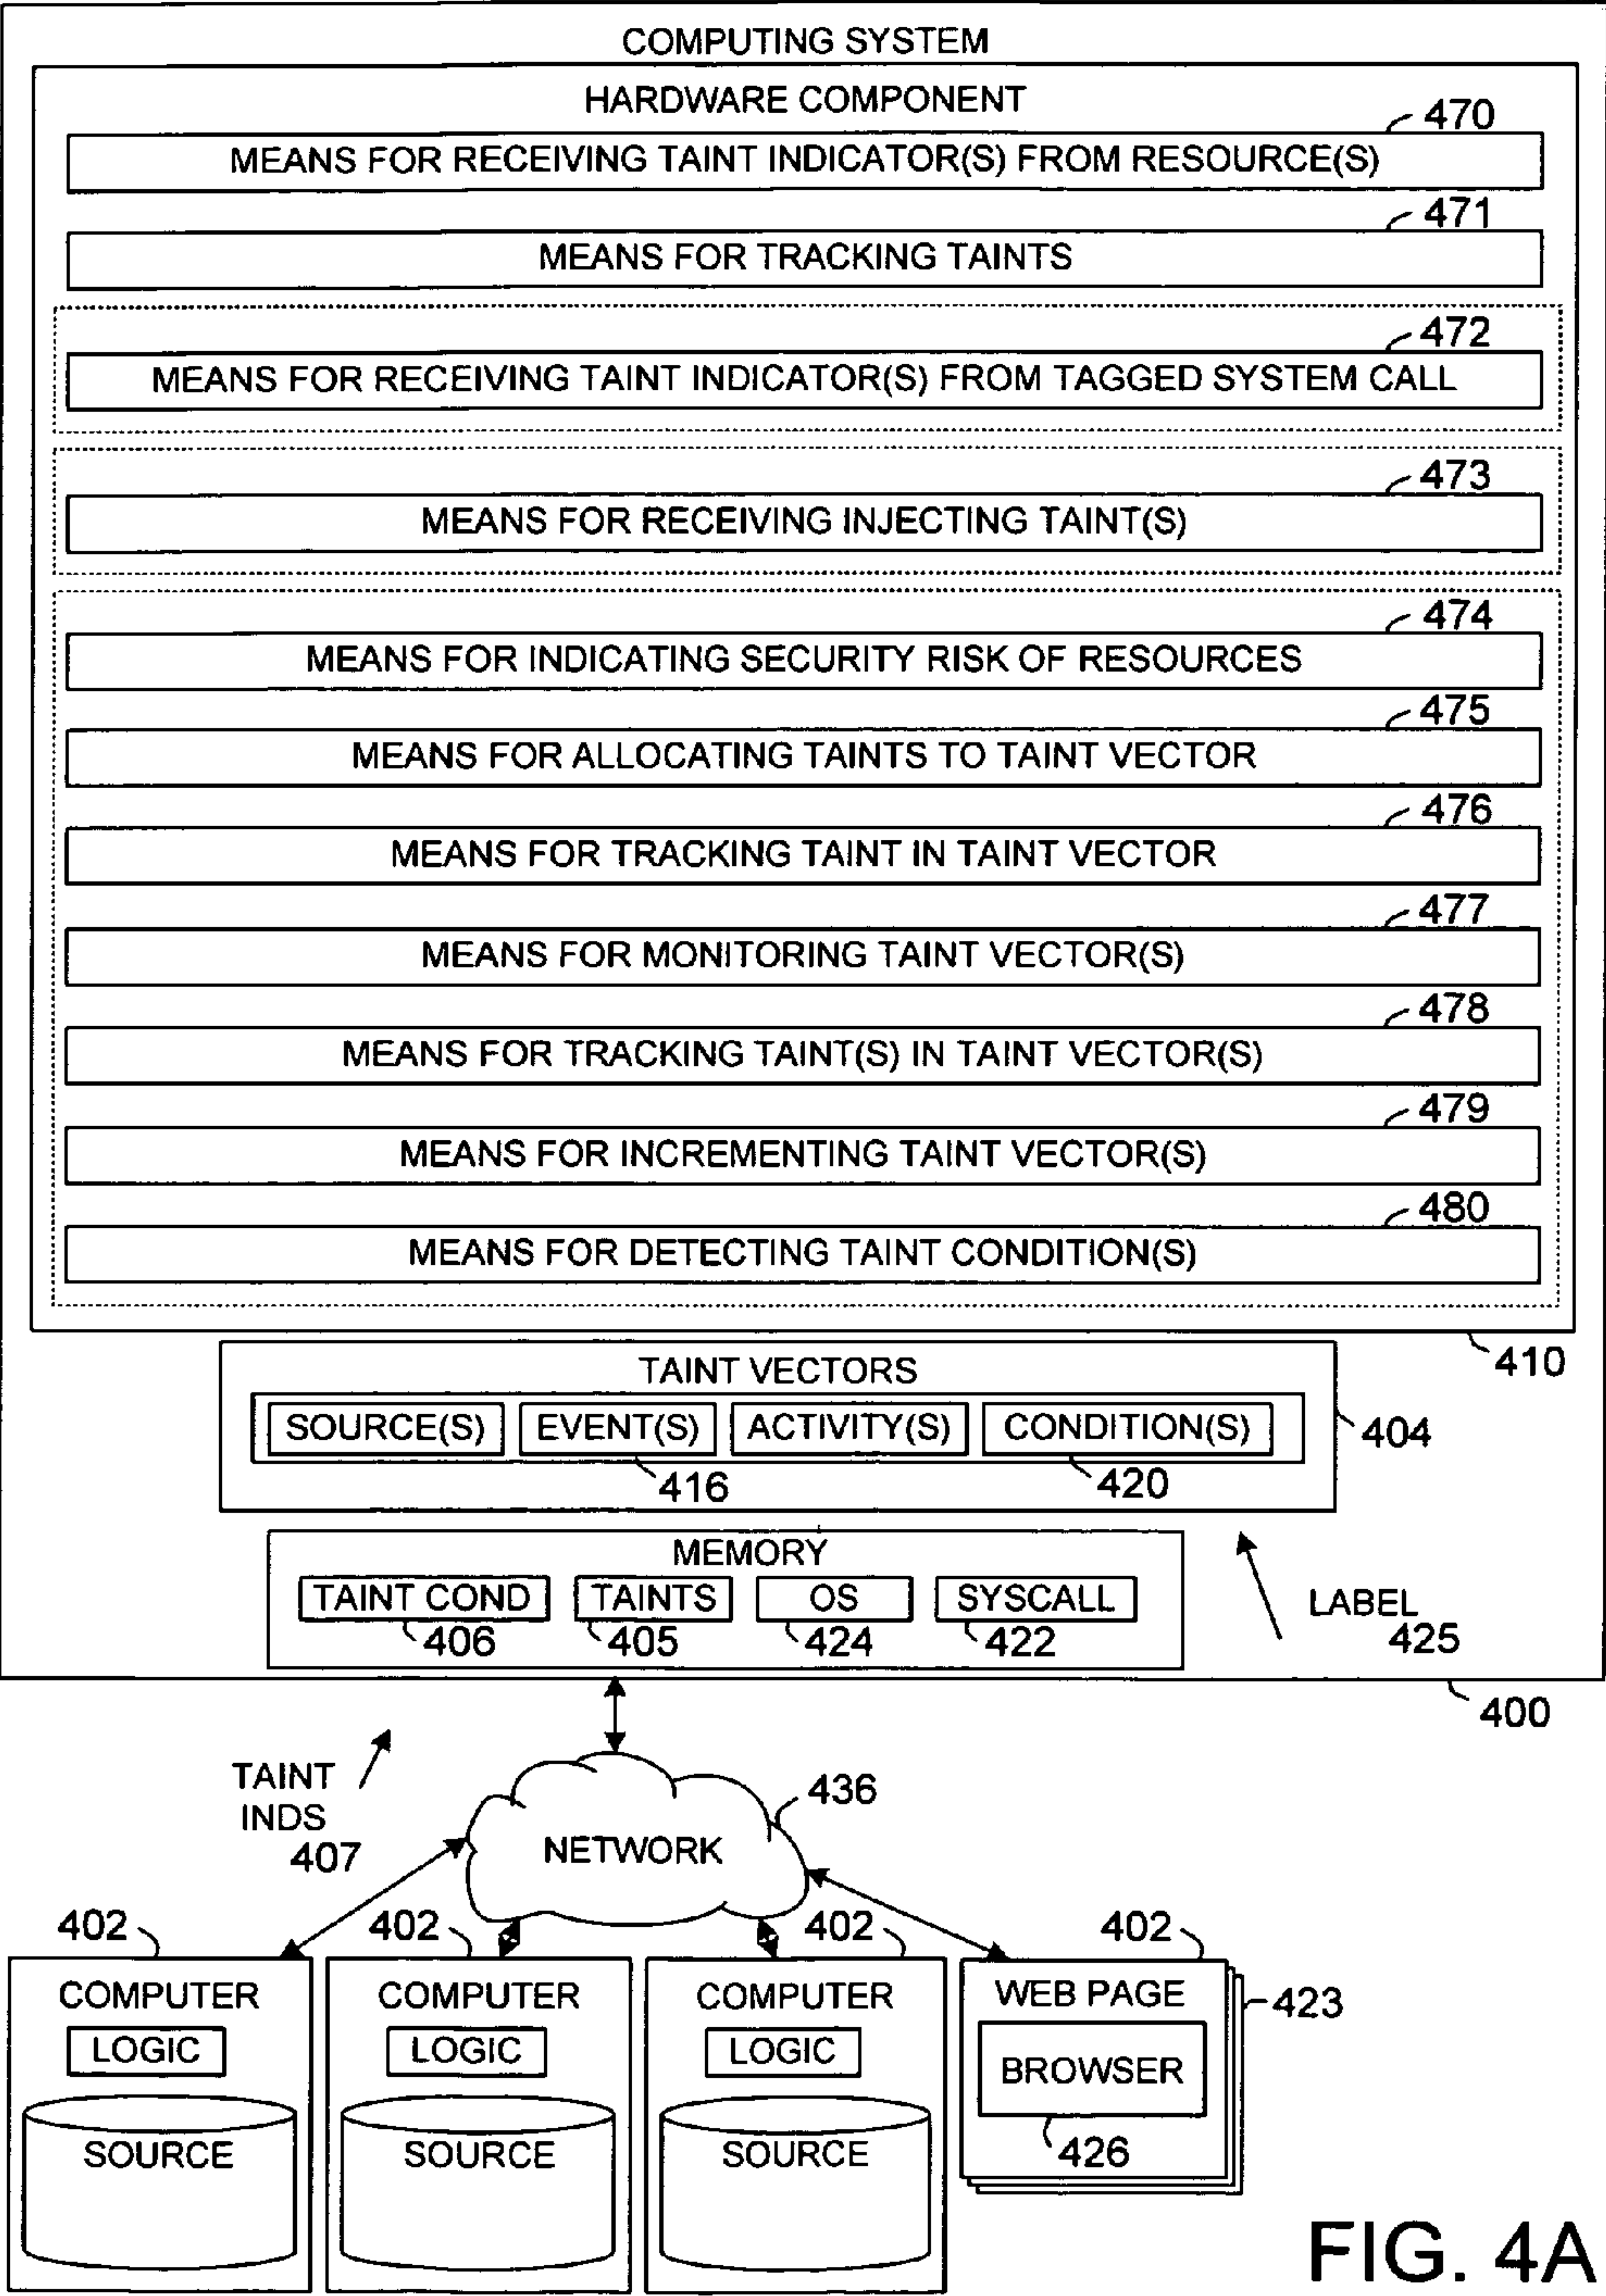 COMPUTING SYSTEM
HARDWARE COMPONENT
470
MEANS FOR RECEIVING TAINT INDICATOR(S) FROM RESOURCE(S)
471
MEANS FOR TRACKING TAINTS
472
MEANS FOR RECEIVING TAINT INDICATOR(S) FROM TAGGED SYSTEM CALL
473
MEANS FOR RECEIVING INJECTING TAINT(S)
474
MEANS FOR INDICATING SECURITY RISK OF RESOURCES
475
MEANS FOR ALLOCATING TAINTS TO TAINT VECTOR
476
MEANS FOR TRACKING TAINT IN TAINT VECTOR
477
MEANS FOR MONITORING TAINT VECTOR(S)
478
MEANS FOR TRACKING TAINT(S) IN TAINT VECTOR(S)
479
MEANS FOR INCREMENTING TAINT VECTOR(S)
480
MEANS FOR DETECTING TAINT CONDITION(S)
410
TAINT VECTORS
SOURCE(S) EVENT(S) ACTIVITY(S) CONDITION(S)
404
416 420
MEMORY
TAINT COND TAINTS OS SYSCALL
406 405 424 422
LABEL
425
400
TAINT
INDS
407
436
NETWORK
402 402 402 402
COMPUTER COMPUTER COMPUTER WEB PAGE
423
LOGIC LOGIC LOGIC BROWSER
426
SOURCE SOURCE SOURCE
FIG. 4A